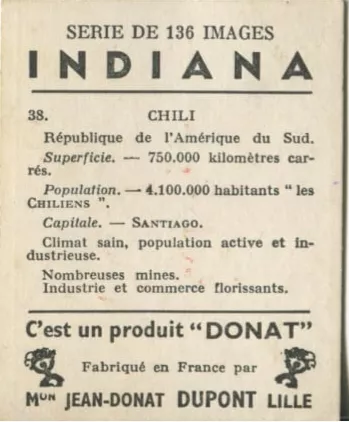 SERIE DE 136 IMAGES
INDIANA
38. CHILI
République de l'Amérique du Sud.
Superficie. — 750.000 kilomètres car-
rés.
Population. — 4.100.000 habitants " les
CHILIENS ".
Capitale. — SANTIAGO.
Climat sain, population active et in-
dustrieuse.
Nombreuses mines.
Industrie et commerce florissants.
C'est un produit "DONAT"
Fabriqué en France par
MON JEAN-DONAT DUPONT LILLE